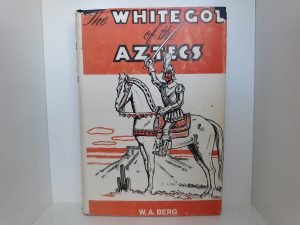 The WHITE GOD
of the
AZTECS
W. A. BERG